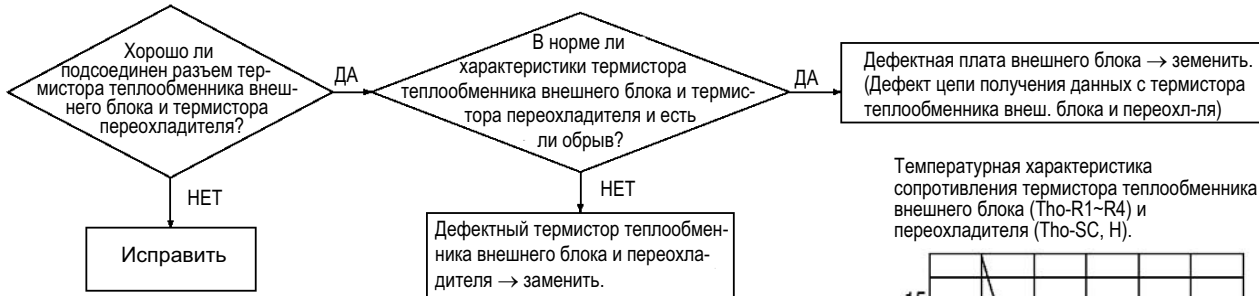 Хорошо ли
подсоединен разъем тер-
мистора теплообменника внеш-
него блока и термистора
переохладителя?
ДА
НЕТ
Исправить
В норме ли
характеристики термистора
теплообменника внешнего блока и термис-
тора переохладителя и есть
ли обрыв?
ДА
НЕТ
Дефектный термистор теплообмен-
ника внешнего блока и переохла-
дителя → заменить.
Дефектная плата внешнего блока → земенить.
(Дефект цепи получения данных с термистора
теплообменника внеш. блока и переохл-ля)
Температурная характеристика
сопротивления термистора теплообменника
внешнего блока (Tho-R1~R4) и
переохладителя (Tho-SC, H).
15